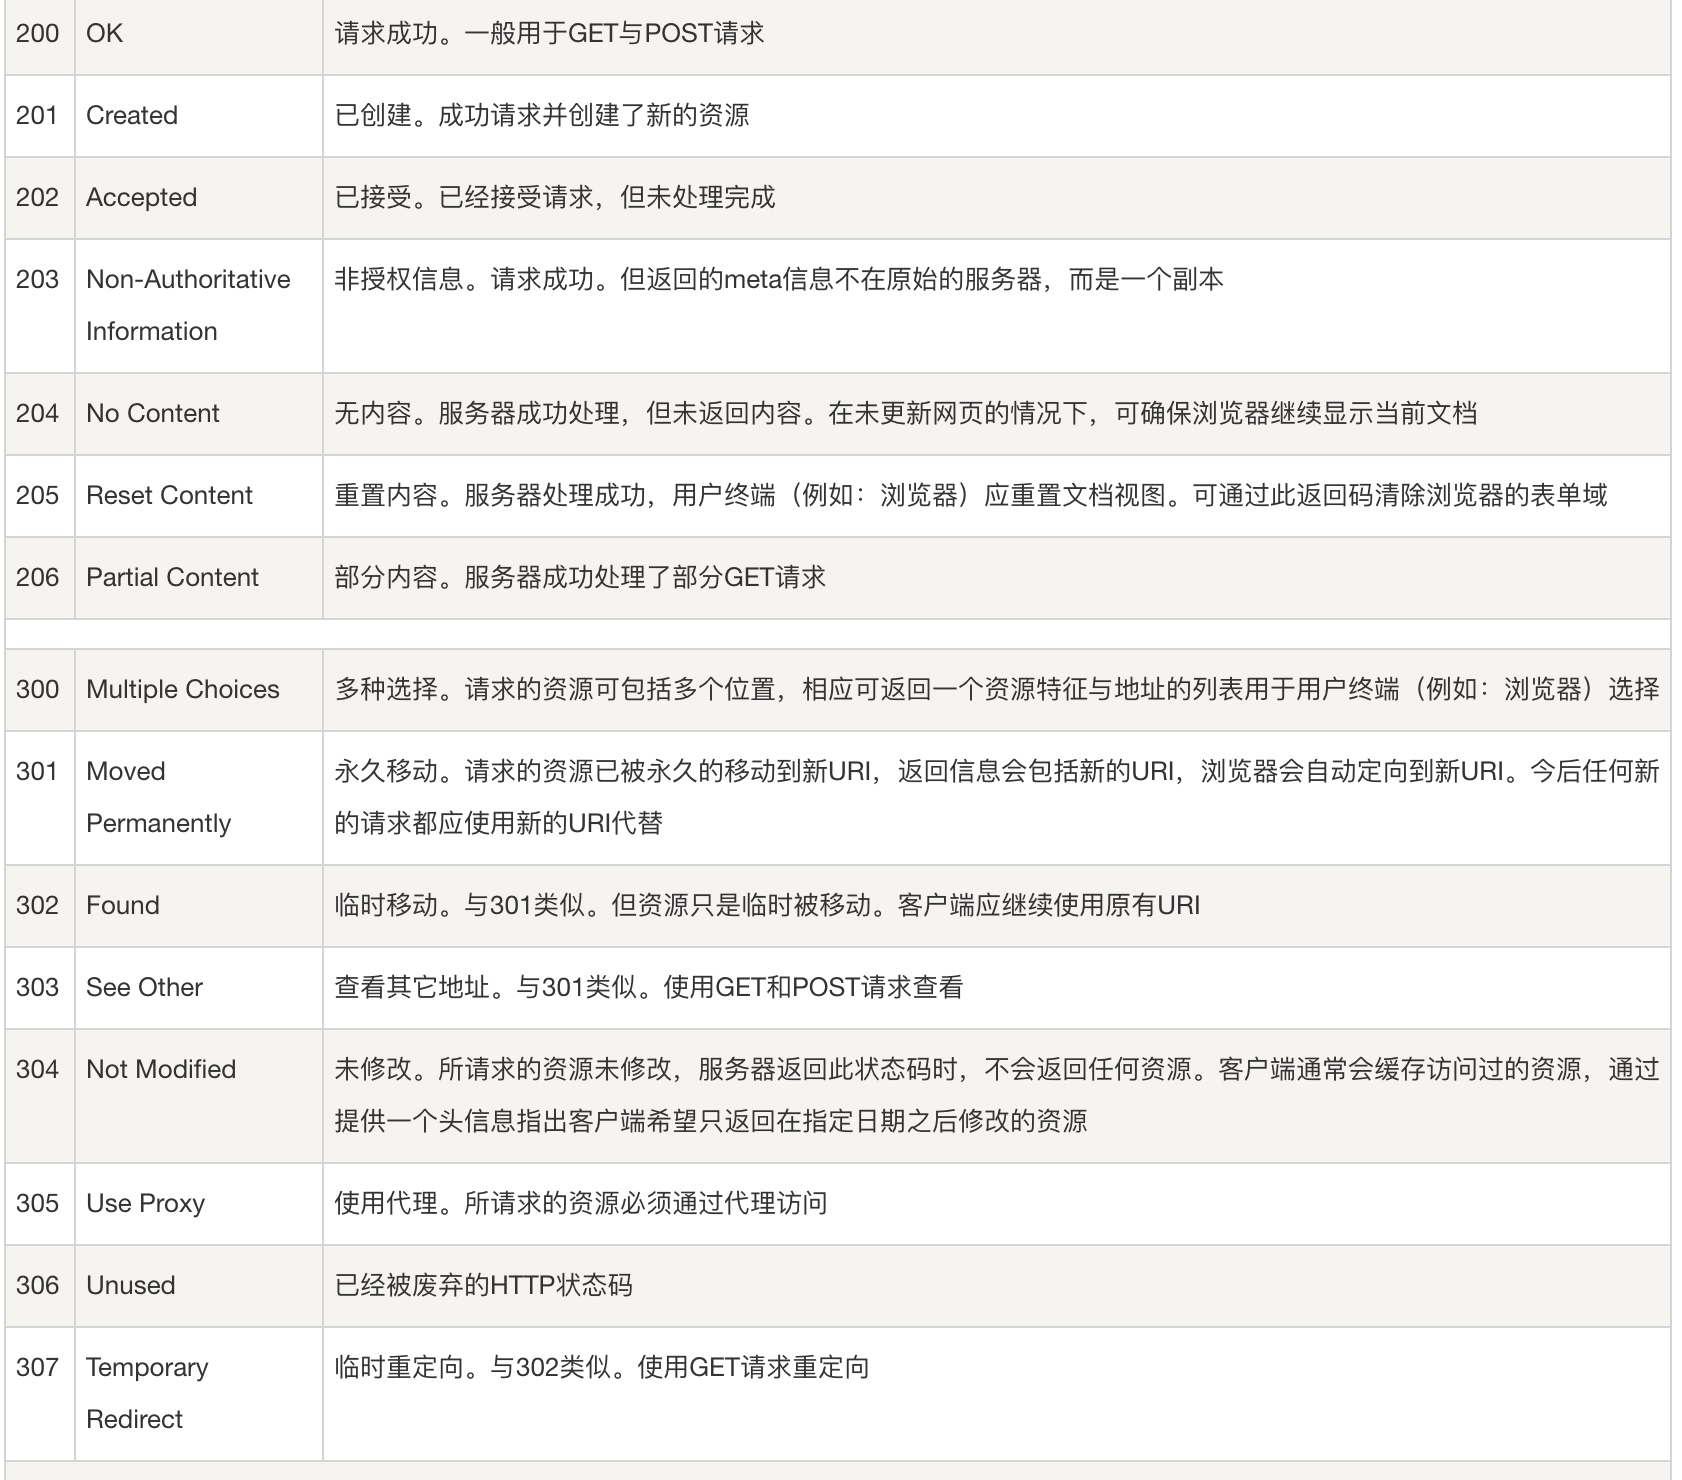 200 OK 请求成功。一般用于GET与POST请求
201 Created 已创建。成功请求并创建了新的资源
202 Accepted 已接受。已经接受请求，但未处理完成
203 Non-Authoritative 非授权信息。请求成功。但返回的meta信息不在原始的服务器，而是一个副本
Information
204 No Content 无内容。服务器成功处理，但未返回内容。在未更新网页的情况下，可确保浏览器继续显示当前文档
205 Reset Content 重置内容。服务器处理成功，用户终端（例如：浏览器）应重置文档视图。可通过此返回码清除浏览器的表单域
206 Partial Content 部分内容。服务器成功处理了部分GET请求
300 Multiple Choices 多种选择。请求的资源可包括多个位置，相应可返回一个资源特征与地址的列表用于用户终端（例如：浏览器）选择
301 Moved 永久移动。请求的资源已被永久的移动到新URI，返回信息会包括新的URI，浏览器会自动定向到新URI。今后任何新
Permanently 的请求都应使用新的URI代替
302 Found 临时移动。与301类似。但资源只是临时被移动。客户端应继续使用原有URI
303 See Other 查看其它地址。与301类似。使用GET和POST请求查看
304 Not Modified 未修改。所请求的资源未修改，服务器返回此状态码时，不会返回任何资源。客户端通常会缓存访问过的资源，通过
提供一个头信息指出客户端希望只返回在指定日期之后修改的资源
305 Use Proxy 使用代理。所请求的资源必须通过代理访问
306 Unused 已经被废弃的HTTP状态码
307 Temporary 临时重定向。与302类似。使用GET请求重定向
Redirect